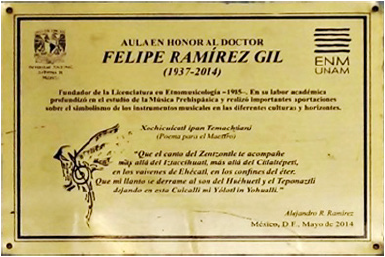 AULA EN HONOR AL DOCTOR
FELIPE RAMÍREZ GIL
(1937-2014)
ENM
UNAM
Fundador de la Licenciatura en Etnomusicología -1985-. En su labor académica
profundizó en el estudio de la Música Prehispánica y realizó importantes aportaciones
sobre el simbolismo de los instrumentos musicales en las diferentes culturas y horizontes.
Xochicuicatl ipan Temachtiani
(Poema para el Maestro)
"Que el canto del Zentzontle te acompañe
más allá del Iztaccíhuatl, más allá del Citlaltépetl,
en los vaivenes de Ehécatl, en los confines del éter.
Que mi llanto se derrame al son del Huéhuetl y el Teponaztli
dejando en esta Cuicalli mi Yólotl in Yohualli."
Alejandro R. Ramírez
México, D.F., Mayo de 2014